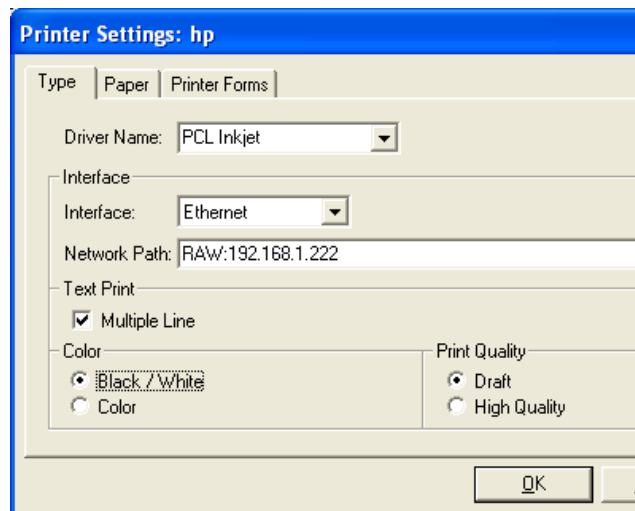 Printer Settings: hp
Type Paper Printer Forms
Driver Name: PCL Inkjet
Interface
Interface: Ethernet
Network Path: RAW:192.168.1.222
Text Print
Multiple Line
Color Print Quality
Black / White Draft
Color High Quality
OK